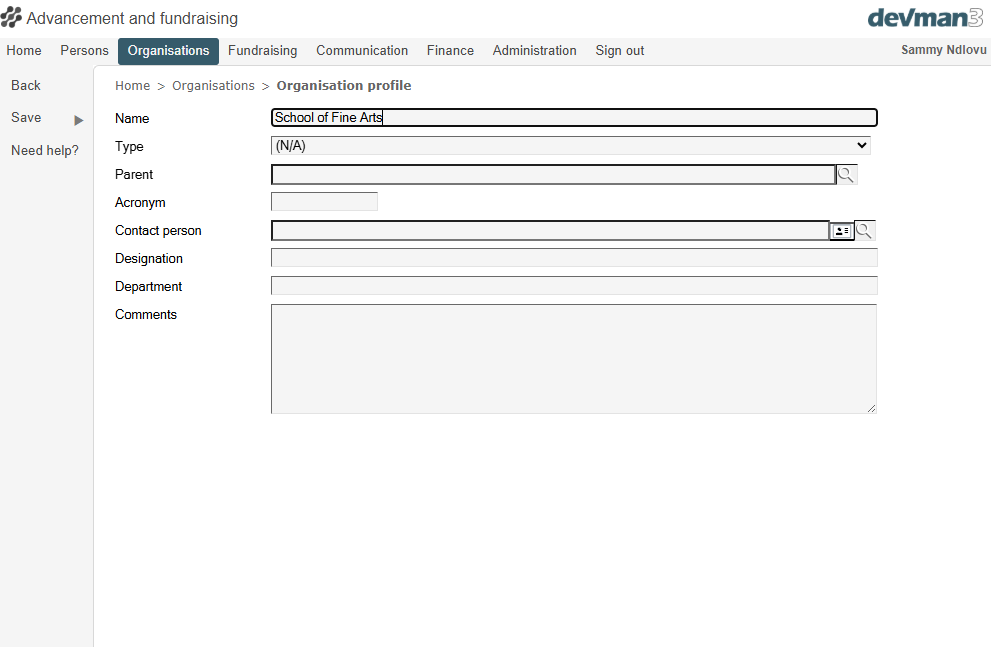 Advancement and fundraising
devman3
Home Persons Organisations Fundraising Communication Finance Administration Sign out Sammy Ndlovu
Back
Save
Need help?
Home > Organisations > Organisation profile
Name School of Fine Arts
Type (N/A)
Parent
Acronym
Contact person
Designation
Department
Comments